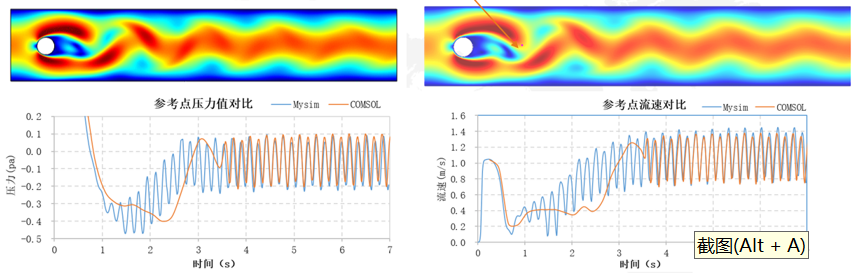 参考点压力值对比
Mysim
COMSOL
压力(pa)
0.2
0.1
0.0
-0.1
-0.2
-0.3
-0.4
-0.5
0 1 2 3 4 5 6 7
时间（s）
参考点流速对比
Mysim
COMSOL
流速(m/s)
1.6
1.4
1.2
1.0
0.8
0.6
0.4
0.2
0.0
0 1 2 3 4
时间（s）
截图(Alt + A)